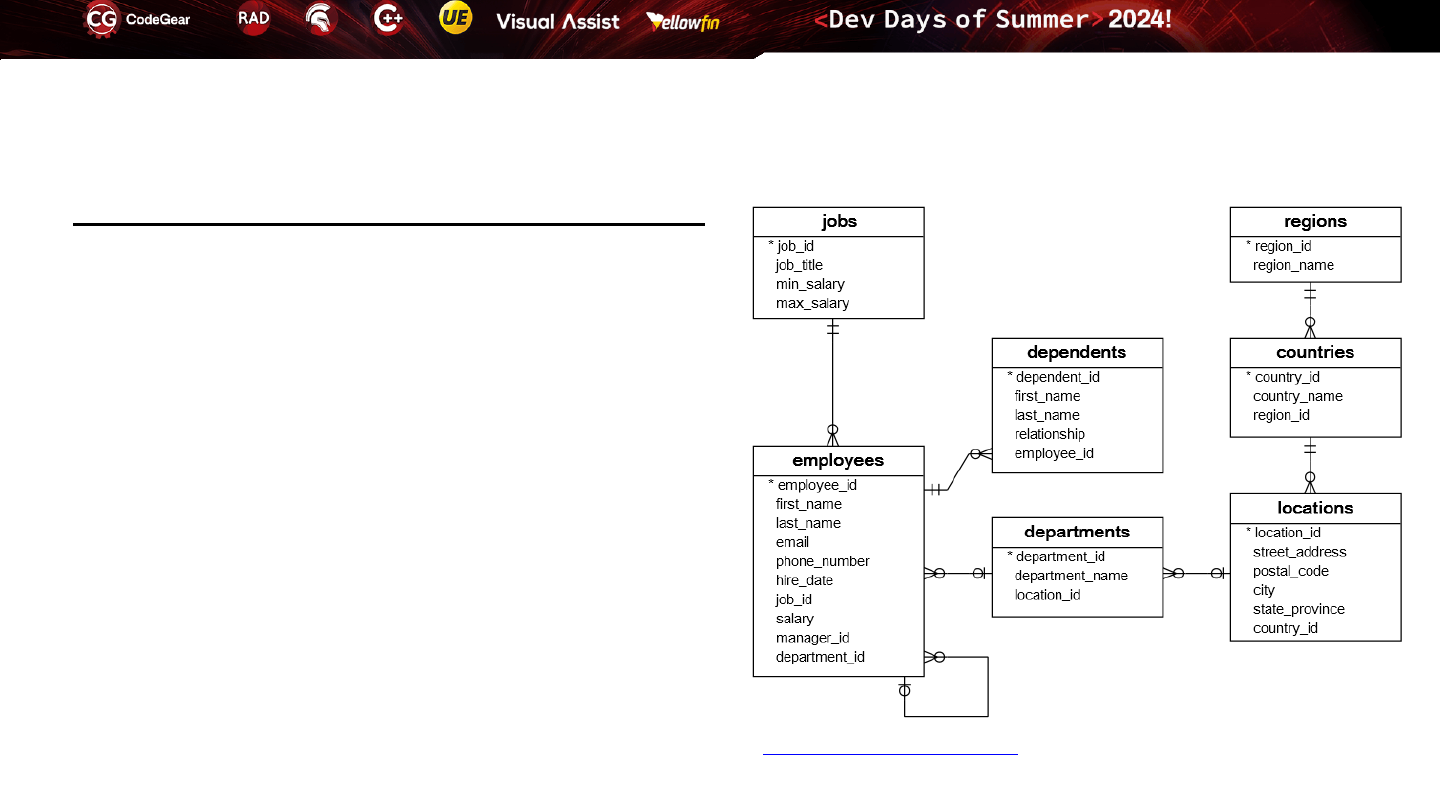 CG CodeGear RAD C++ UE Visual Assist Yellowfin <Dev Days of Summer> 2024!
jobs
* job_id
job_title
min_salary
max_salary
regions
* region_id
region_name
dependents
* dependent_id
first_name
last_name
relationship
employee_id
countries
* country_id
country_name
region_id
employees
* employee_id
first_name
last_name
email
phone_number
hire_date
job_id
salary
manager_id
department_id
departments
* department_id
department_name
location_id
locations
* location_id
street_address
postal_code
city
state_province
country_id